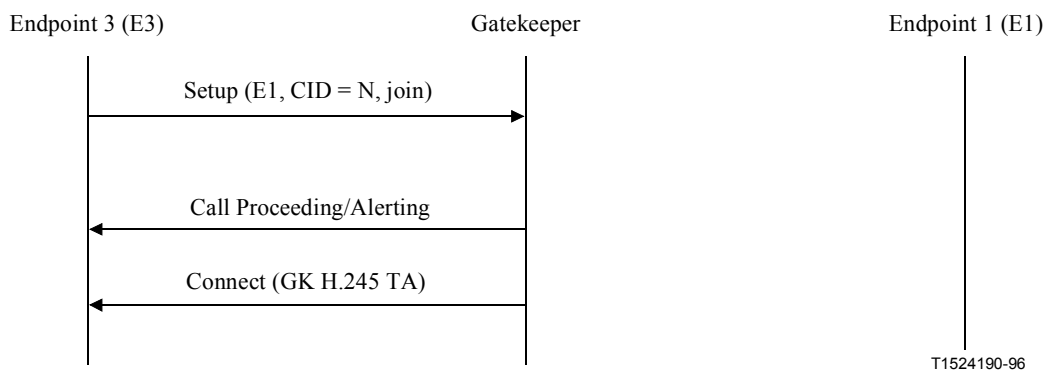 Endpoint 3 (E3)
Gatekeeper
Endpoint 1 (E1)
Setup (E1, CID = N, join)
Call Proceeding/Alerting
Connect (GK H.245 TA)
T1524190-96